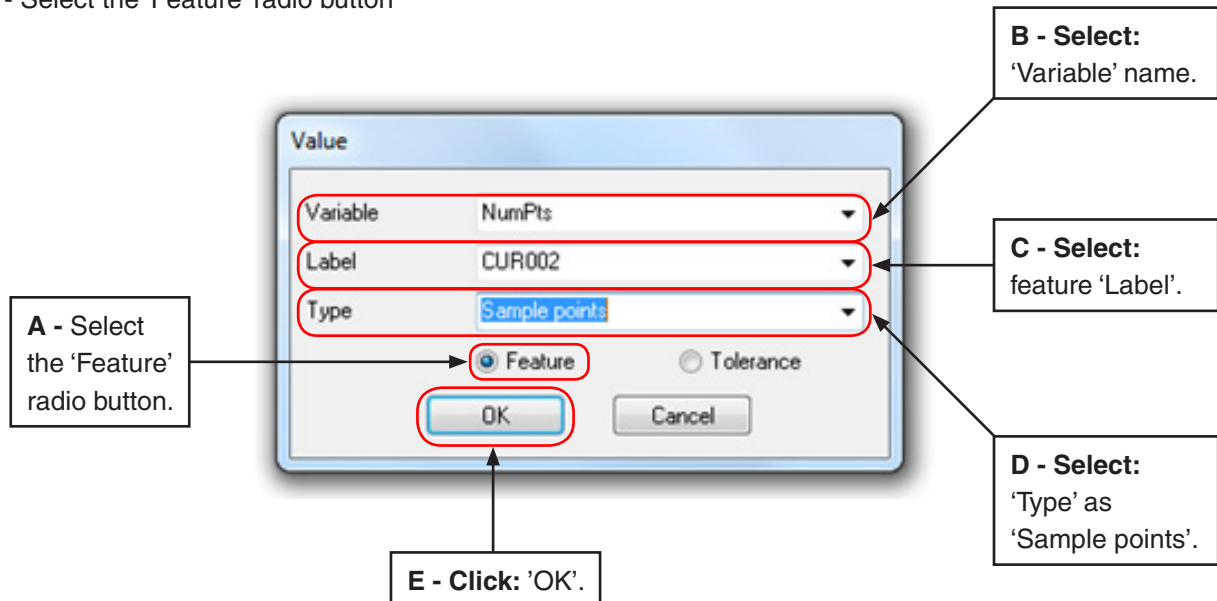 - Select the 'Feature' radio button
B - Select:
‘Variable’ name.
Value
Variable NumPts
Label CUR002
C - Select:
feature ‘Label’.
Type Sample points
A - Select
the ‘Feature’
radio button.
Feature Tolerance
OK Cancel
D - Select:
‘Type’ as
‘Sample points’.
E - Click: ’OK’.